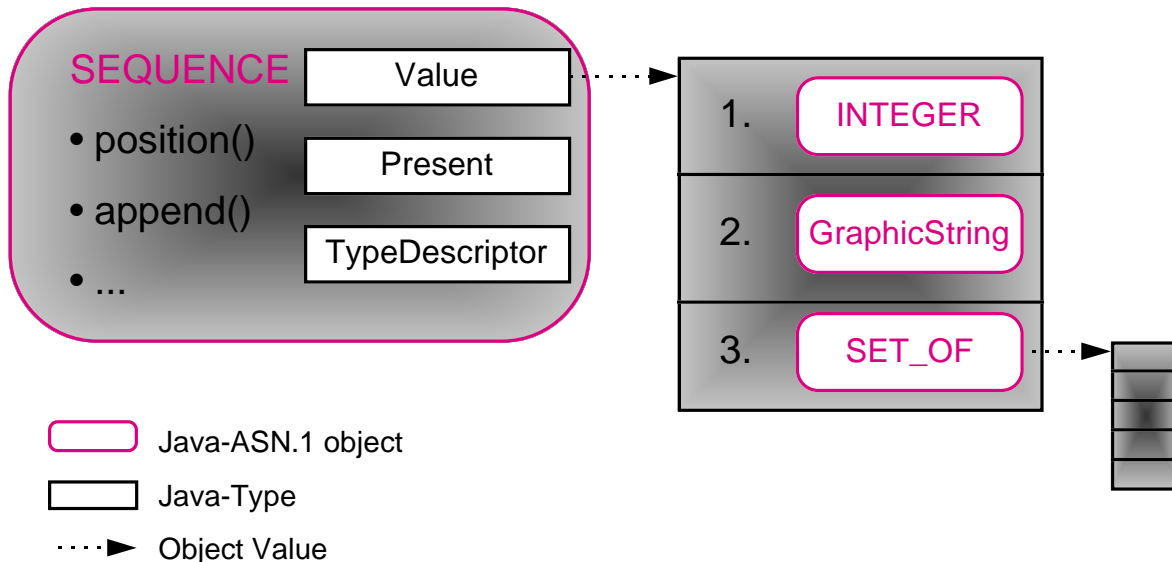 SEQUENCE
• position()
• append()
• ...
Value
Present
TypeDescriptor
1. INTEGER
2. GraphicString
3. SET_OF
Java-ASN.1 object
Java-Type
Object Value